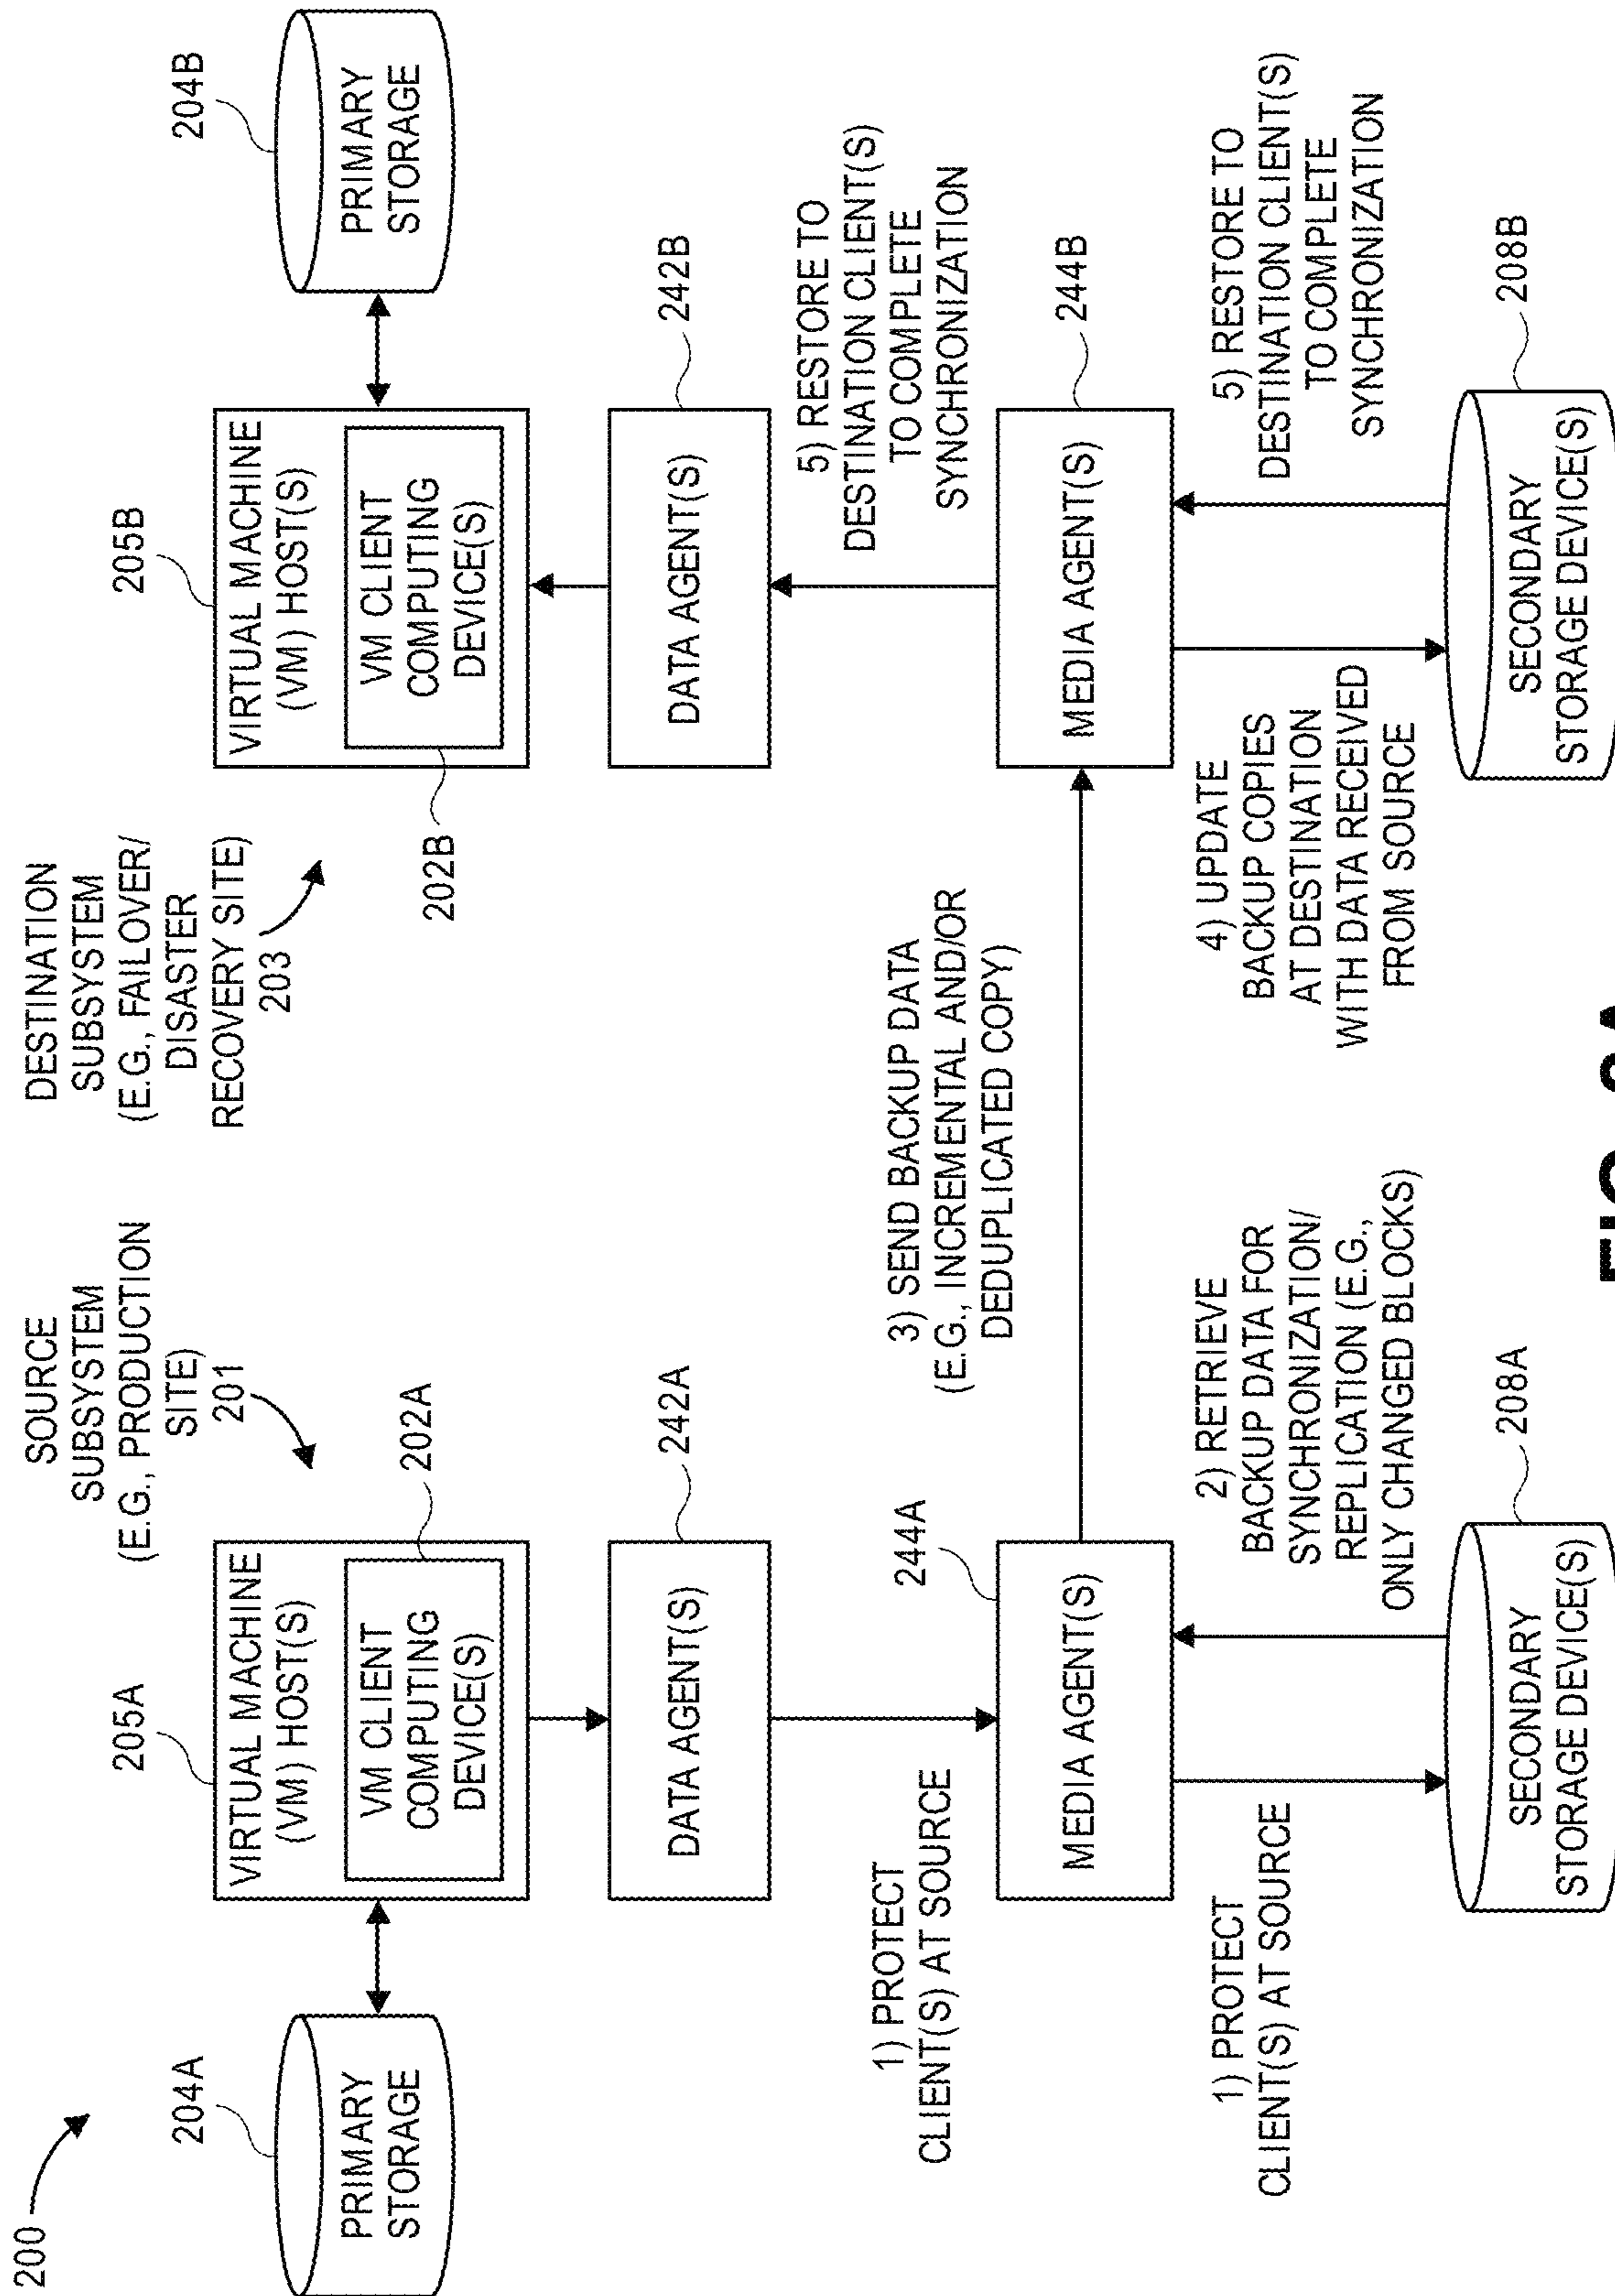 200
SOURCE
SUBSYSTEM
(E.G., PRODUCTION
SITE)
201
DESTINATION
SUBSYSTEM
(E.G., FAILOVER/
DISASTER
RECOVERY SITE)
203
204A
PRIMARY
STORAGE
205A
VIRTUAL MACHINE
(VM) HOST(S)
VM CLIENT
COMPUTING
DEVICE(S)
202A
205B
VIRTUAL MACHINE
(VM) HOST(S)
VM CLIENT
COMPUTING
DEVICE(S)
202B
204B
PRIMARY
STORAGE
DATA AGENT(S)
242A
DATA AGENT(S)
242B
1) PROTECT
CLIENT(S) AT SOURCE
3) SEND BACKUP DATA
(E.G., INCREMENTAL AND/OR
DEDUPLICATED COPY)
5) RESTORE TO
DESTINATION CLIENT(S)
TO COMPLETE
SYNCHRONIZATION
MEDIA AGENT(S)
244A
MEDIA AGENT(S)
244B
1) PROTECT
CLIENT(S) AT SOURCE
2) RETRIEVE
BACKUP DATA FOR
SYNCHRONIZATION/
REPLICATION (E.G.,
ONLY CHANGED BLOCKS)
4) UPDATE
BACKUP COPIES
AT DESTINATION
WITH DATA RECEIVED
FROM SOURCE
5) RESTORE TO
DESTINATION CLIENT(S)
TO COMPLETE
SYNCHRONIZATION
SECONDARY
STORAGE DEVICE(S)
208A
SECONDARY
STORAGE DEVICE(S)
208B